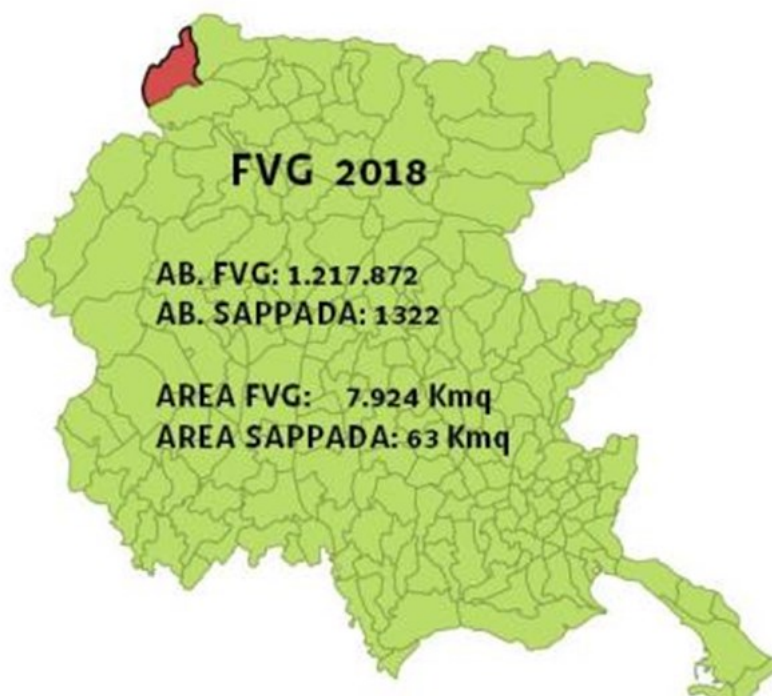 FVG 2018
AB. FVG: 1.217.872
AB. SAPPADA: 1322
AREA FVG: 7.924 Kmq
AREA SAPPADA: 63 Kmq